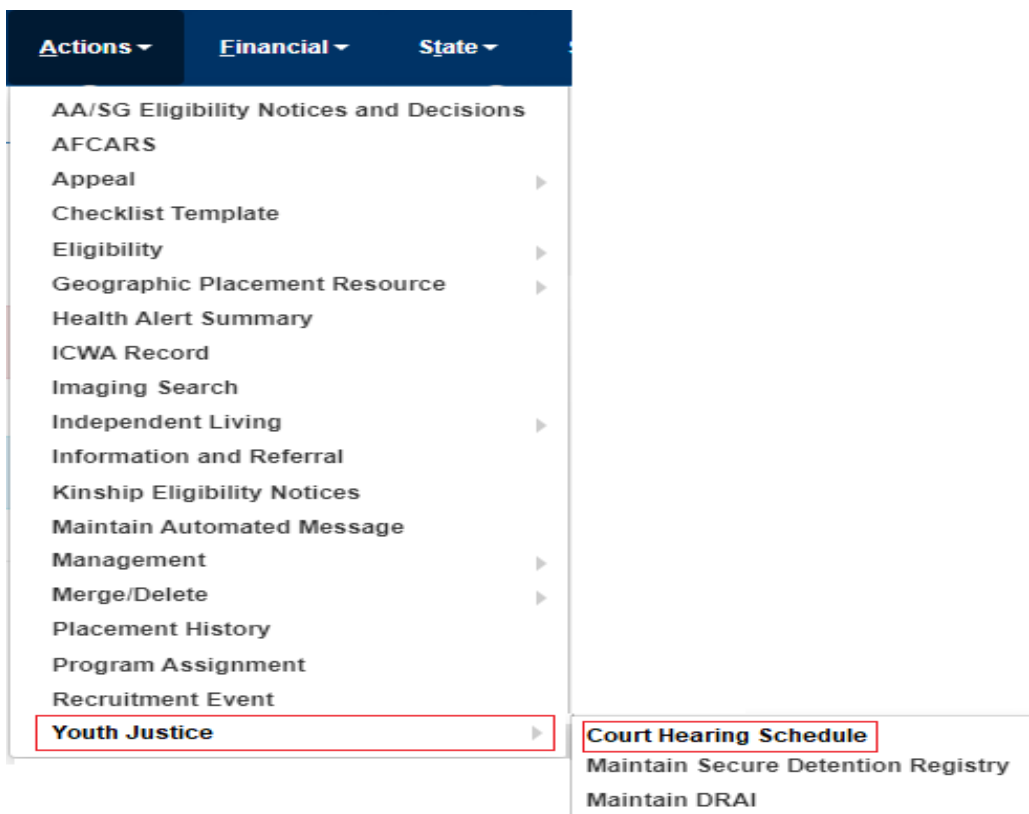 Actions Financial State
AA/SG Eligibility Notices and Decisions
AFCARS
Appeal
Checklist Template
Eligibility
Geographic Placement Resource
Health Alert Summary
ICWA Record
Imaging Search
Independent Living
Information and Referral
Kinship Eligibility Notices
Maintain Automated Message
Management
Merge/Delete
Placement History
Program Assignment
Recruitment Event
Youth Justice
Court Hearing Schedule
Maintain Secure Detention Registry
Maintain DRAI